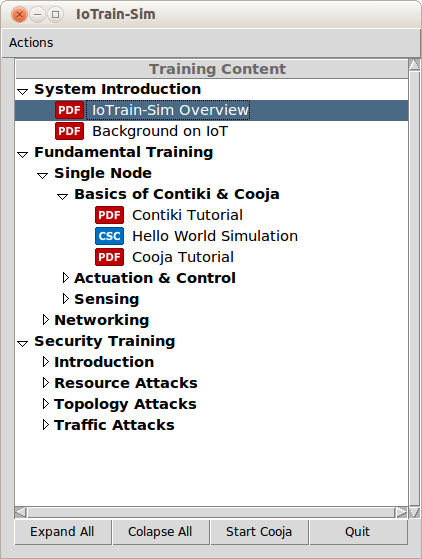 IoTrain-Sim
Actions
Training Content
System Introduction
PDF IoTrain-Sim Overview
PDF Background on IoT
Fundamental Training
Single Node
Basics of Contiki & Cooja
PDF Contiki Tutorial
CSC Hello World Simulation
PDF Cooja Tutorial
Actuation & Control
Sensing
Networking
Security Training
Introduction
Resource Attacks
Topology Attacks
Traffic Attacks
Expand All Colapse All Start Cooja Quit